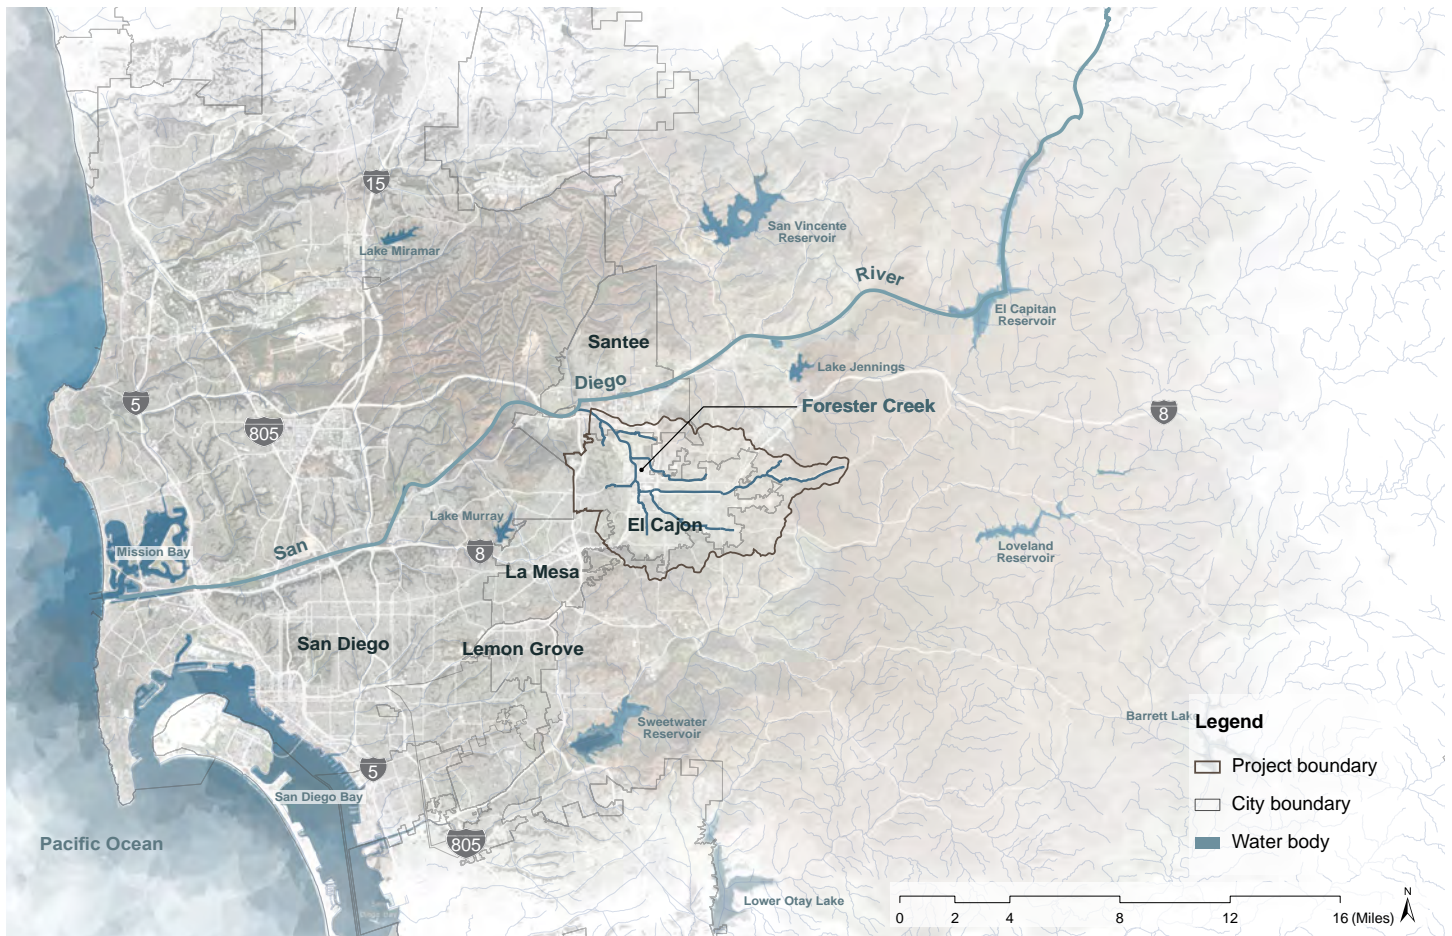 15
Lake Miramar
San Vincente
Reservoir
River
El Capitan
Reservoir
Santee
Lake Jennings
Diego
5
805
Forester Creek
8
Lake Murray
El Cajon
San
Mission Bay
8
La Mesa
Loveland
Reservoir
San Diego
Lemon Grove
Sweetwater
Reservoir
Barrett Lake
Legend
Project boundary
City boundary
Water body
5
San Diego Bay
805
Pacific Ocean
Lower Otay Lake
N
0 2 4 8 12 16 (Miles)